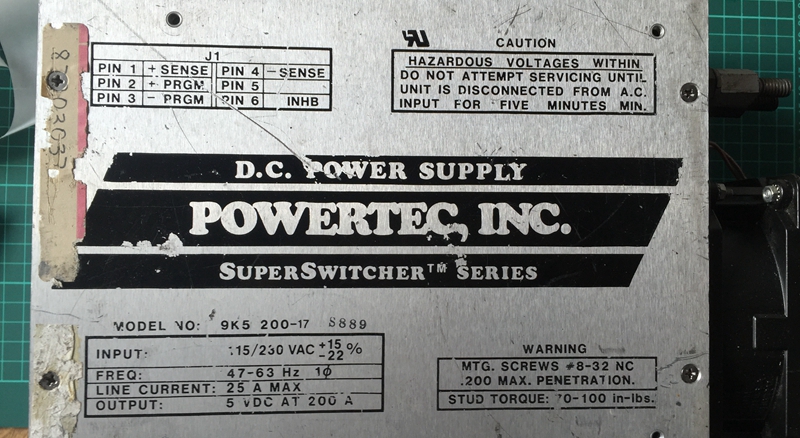 J1
PIN 1 + SENSE PIN 4 - SENSE
PIN 2 + PRGM PIN 5
PIN 3 - PRGM PIN 6 INHB
CAUTION
HAZARDOUS VOLTAGES WITHIN
DO NOT ATTEMPT SERVICING UNTIL
UNIT IS DISCONNECTED FROM A.C.
INPUT FOR FIVE MINUTES MIN.
D.C. POWER SUPPLY
POWERTEC, INC.
SUPERSWITCHER™ SERIES
MODEL NO: 9K5 200-17 S889
INPUT: 115/230 VAC +15 -22 %
FREQ: 47-63 Hz 1ϕ
LINE CURRENT: 25 A MAX
OUTPUT: 5 VDC AT 200 A
WARNING
MTG. SCREWS #8-32 NC
.200 MAX. PENETRATION.
STUD TORQUE: 70-100 in-lbs.